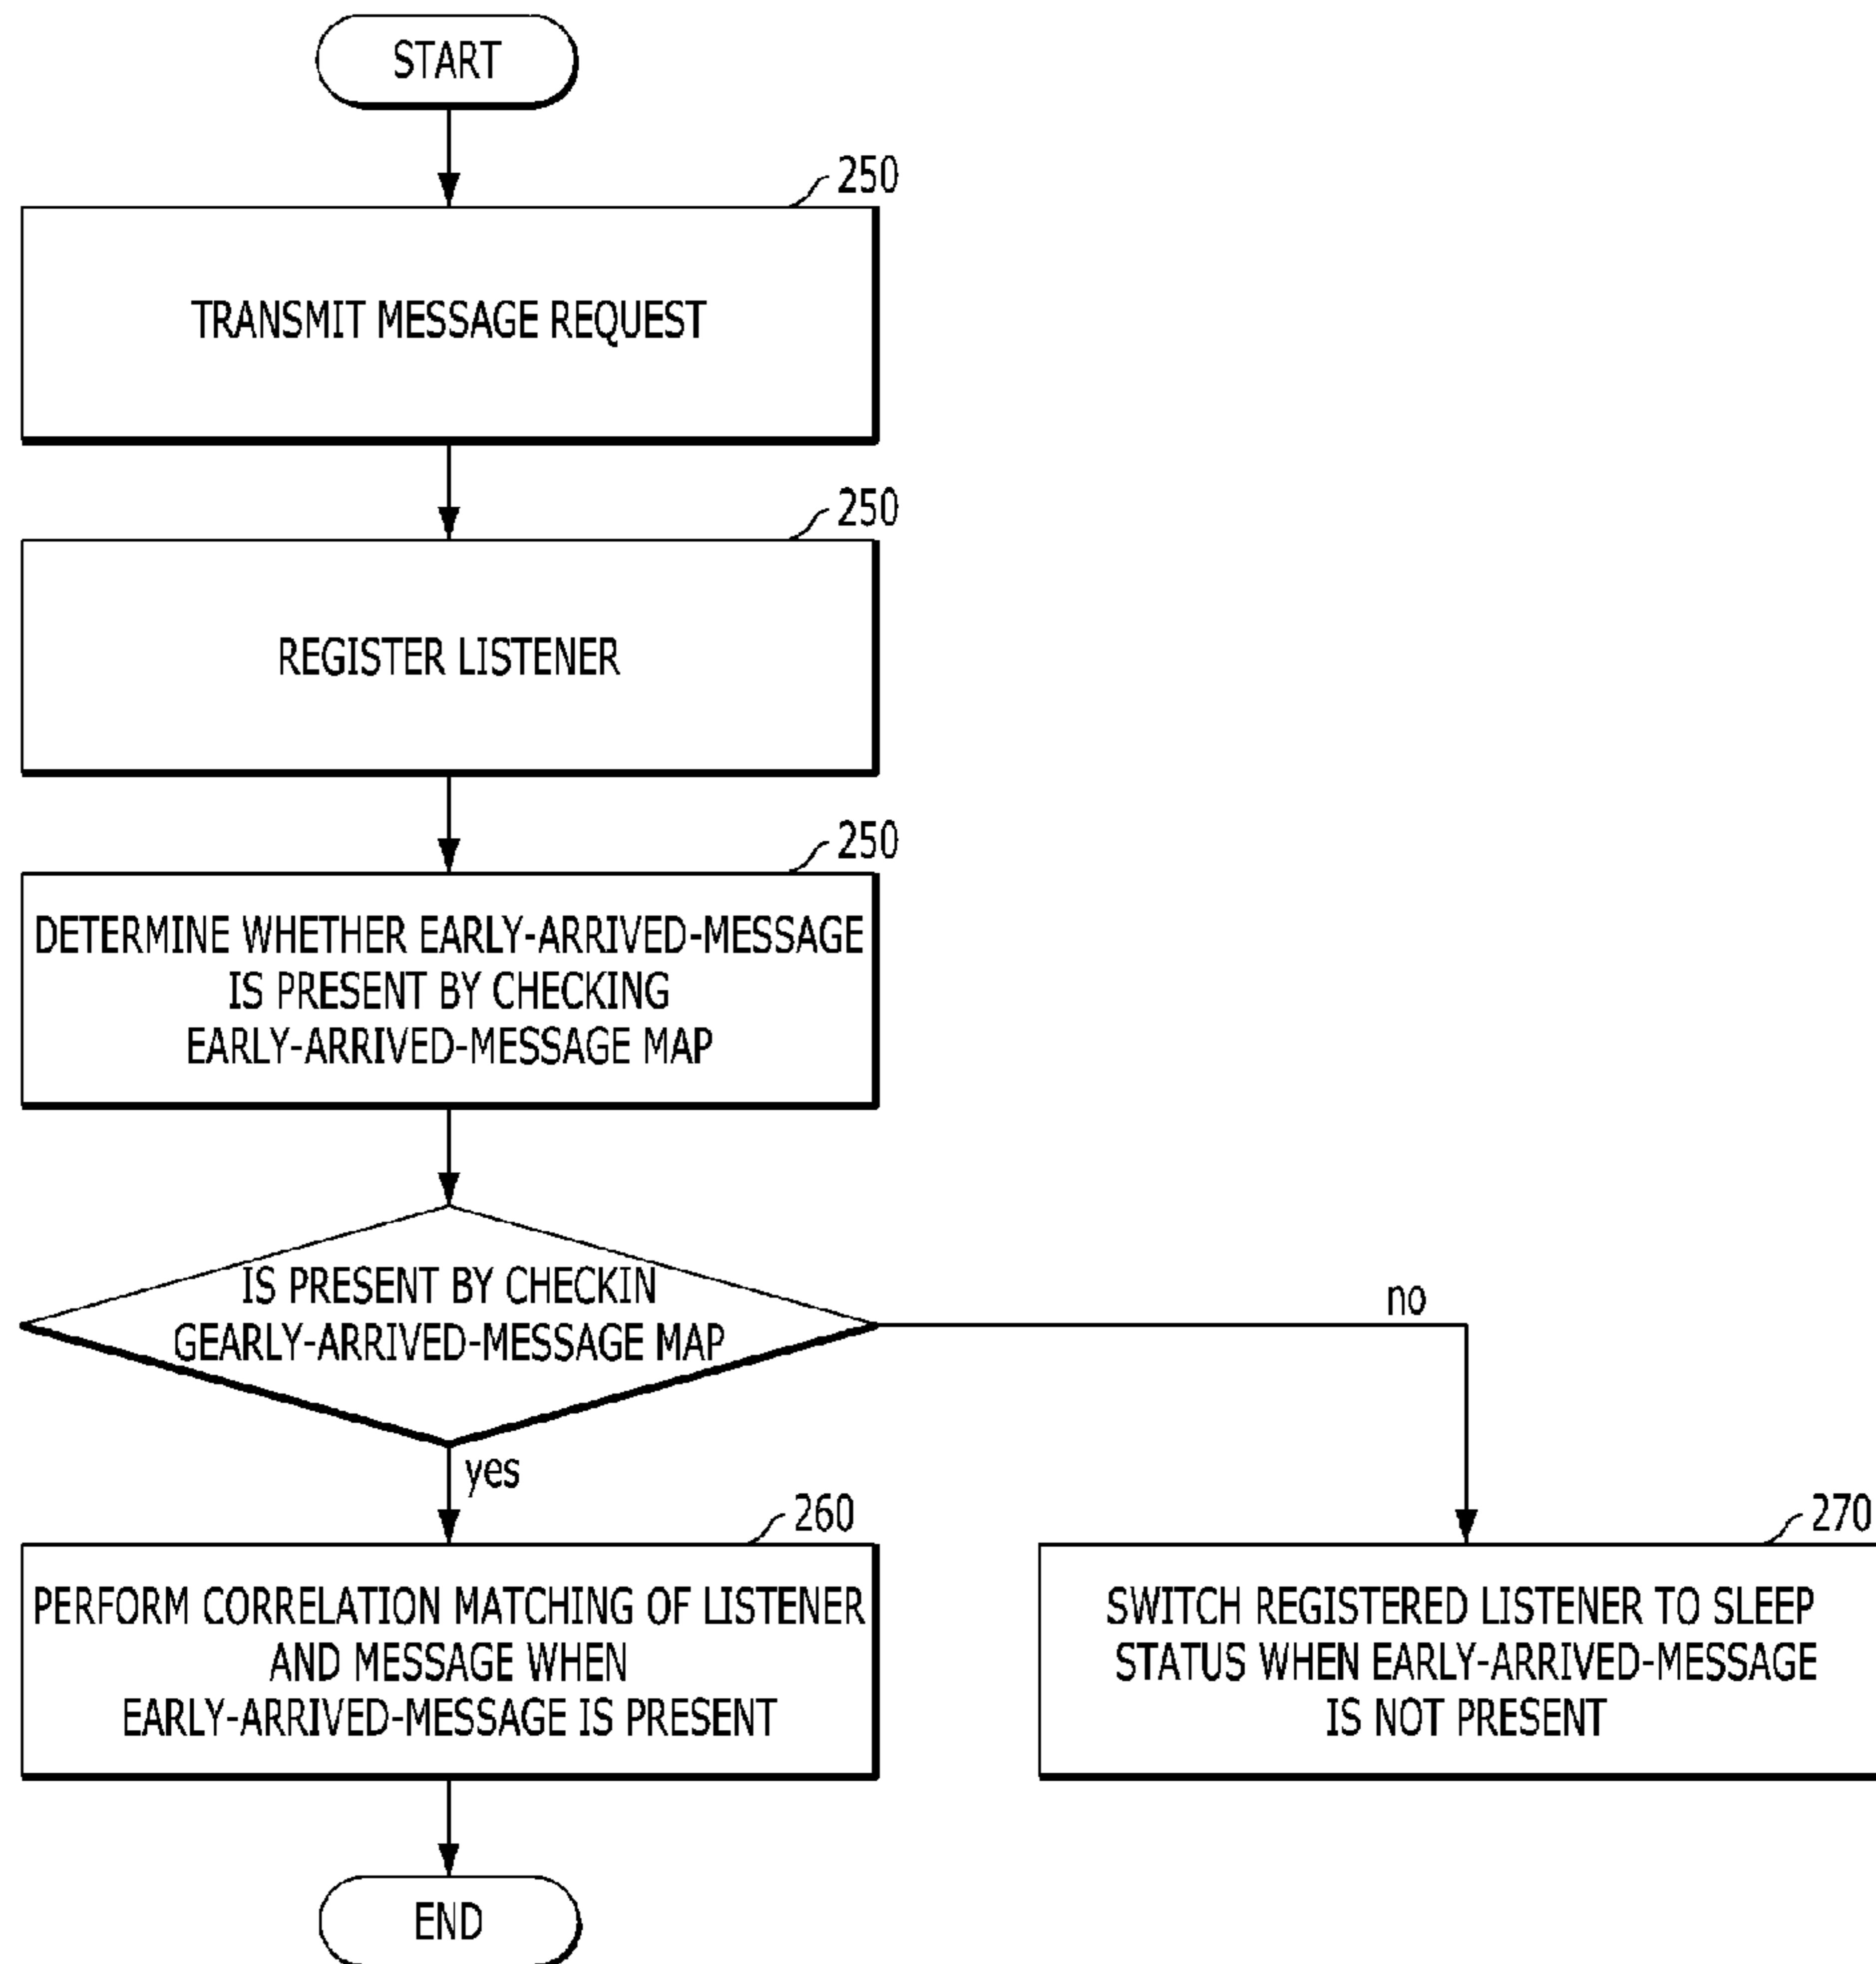 START
250
TRANSMIT MESSAGE REQUEST
250
REGISTER LISTENER
250
DETERMINE WHETHER EARLY-ARRIVED-MESSAGE
IS PRESENT BY CHECKING
EARLY-ARRIVED-MESSAGE MAP
IS PRESENT BY CHECKIN
GEARLY-ARRIVED-MESSAGE MAP
no
yes
260
PERFORM CORRELATION MATCHING OF LISTENER
AND MESSAGE WHEN
EARLY-ARRIVED-MESSAGE IS PRESENT
270
SWITCH REGISTERED LISTENER TO SLEEP
STATUS WHEN EARLY-ARRIVED-MESSAGE
IS NOT PRESENT
END